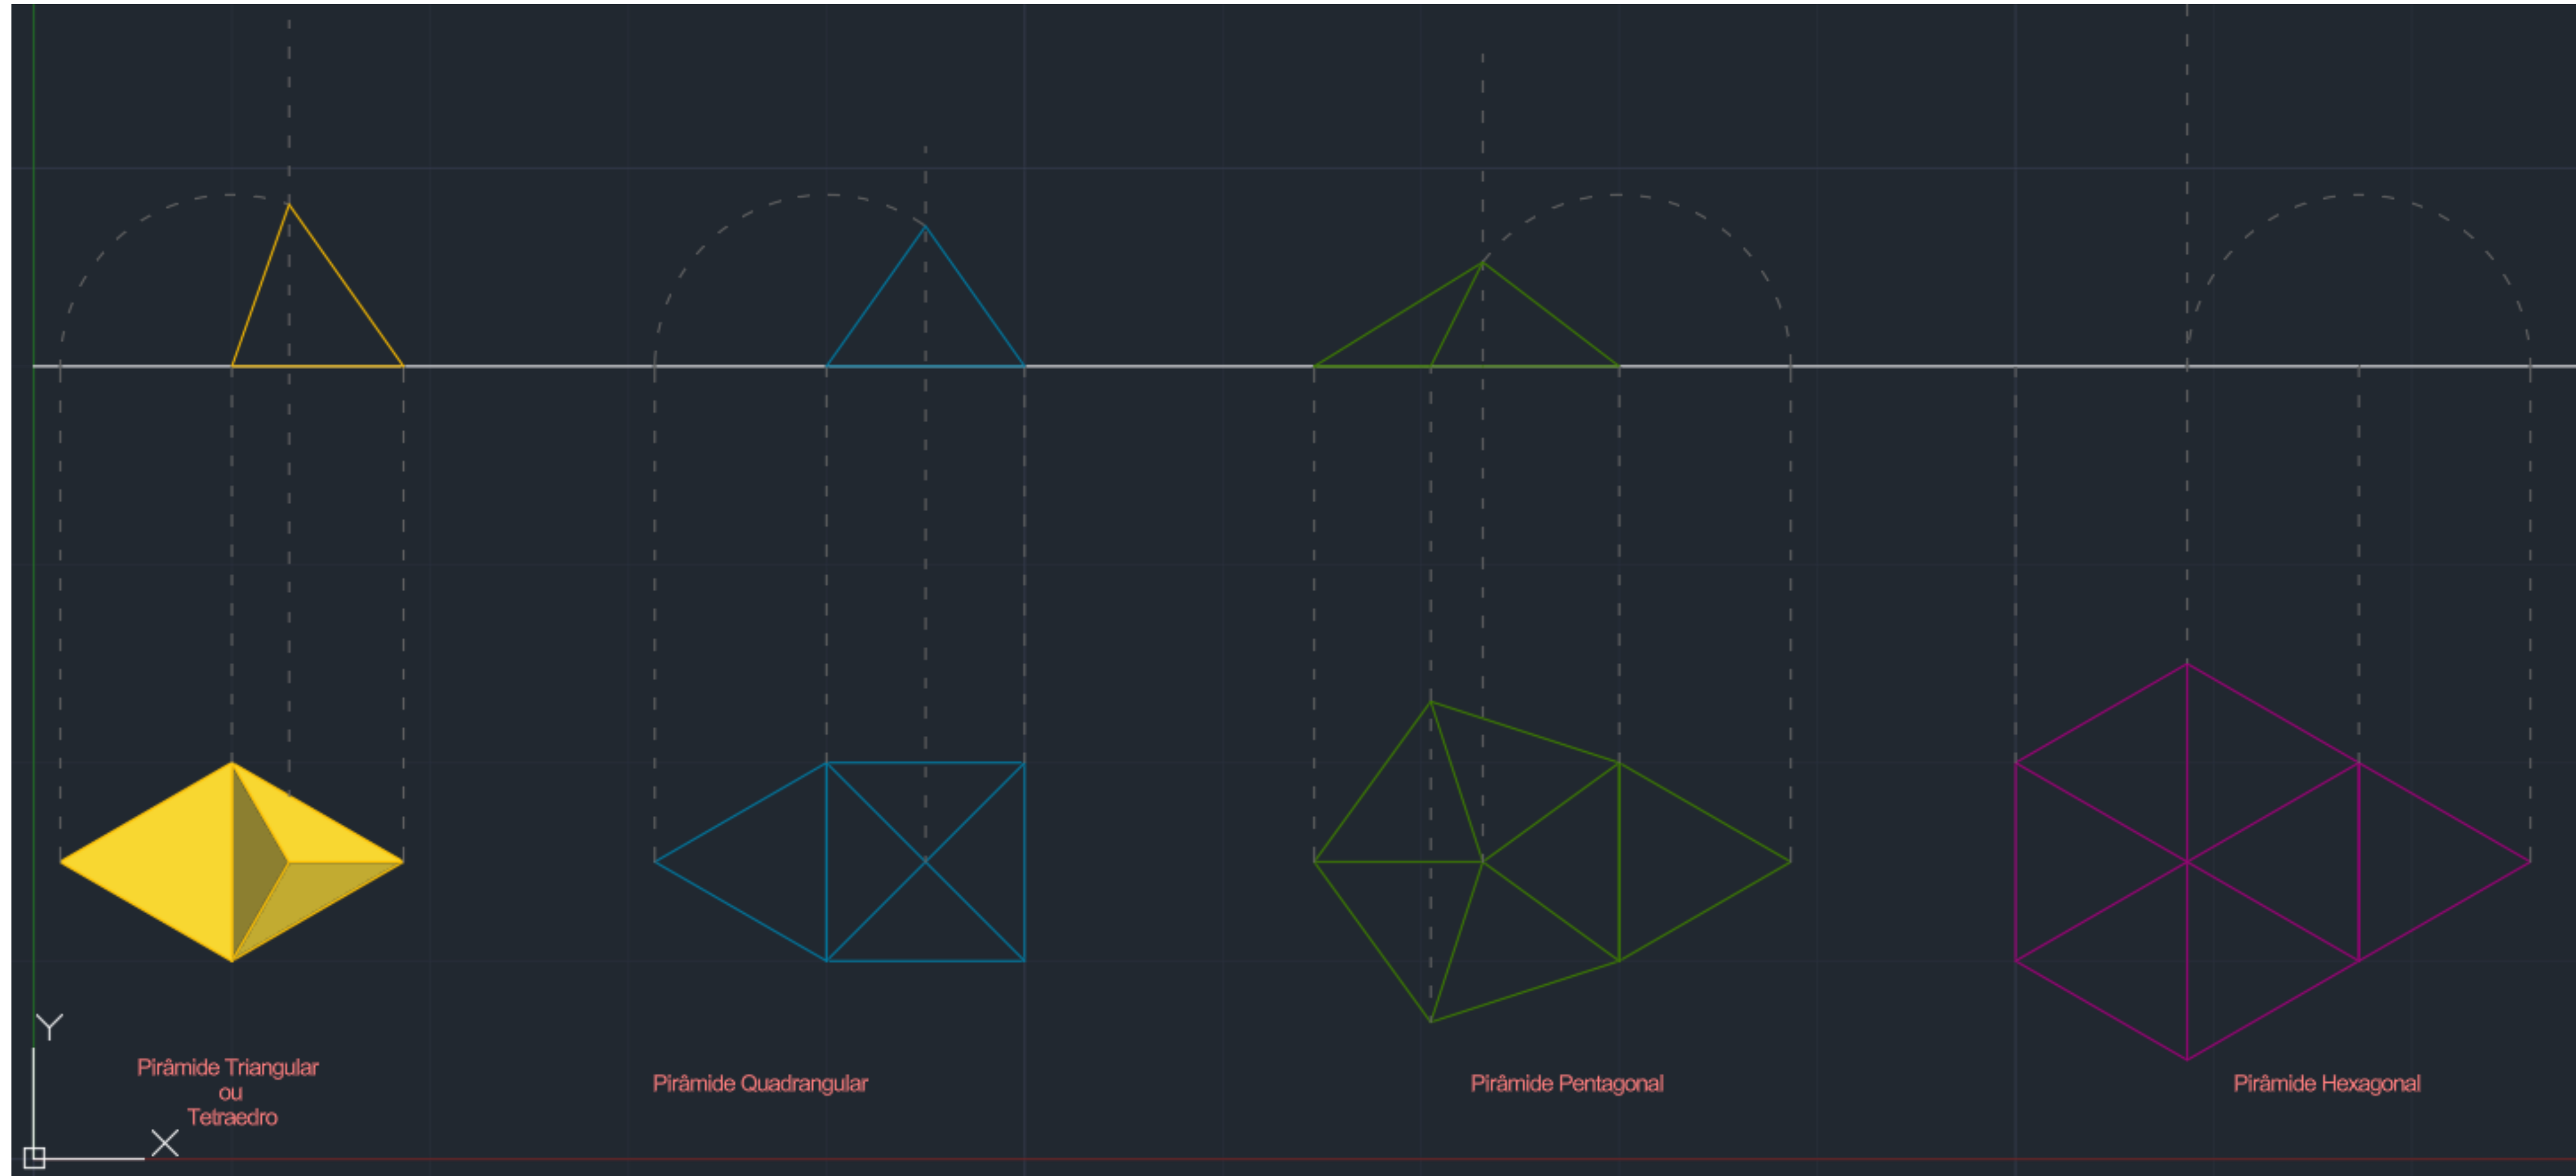 Y
X
Pirâmide Triangular
ou
Tetraedro
Pirâmide Quadrangular
Pirâmide Pentagonal
Pirâmide Hexagonal